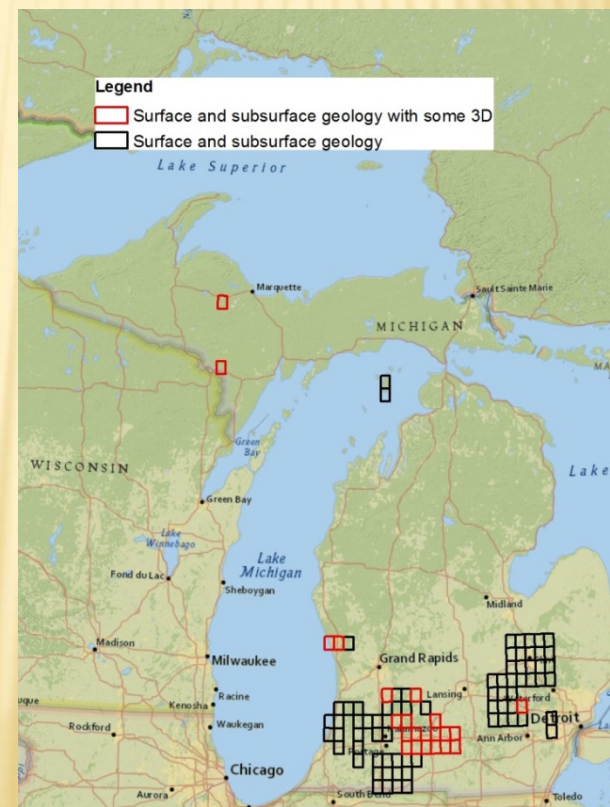 Legend
Surface and subsurface geology with some 3D
Surface and subsurface geology
Lake Superior
Marquette
Sault Sainte Marie
MICHIGAN
WISCONSIN
Green
Bay
Green Bay
Lake
Lake
Winnebago
Lake
Michigan
Fond du Lac
Sheboygan
Midland
Madison
Milwaukee
Grand Rapids
Racine
Lansing
Waterford
Kenosha
Detroit
Rockford
Waukegan
Portage
Ann Arbor
Chicago
Aurora
South Bend
Toledo